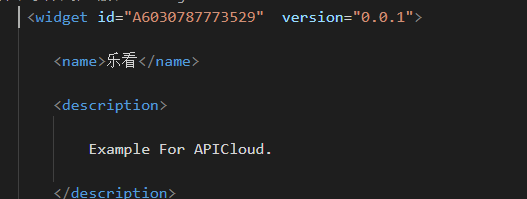 <widget id="A6030787773529"  version="0.0.1">
<name>乐看</name>
<description>
Example For APICloud.
</description>